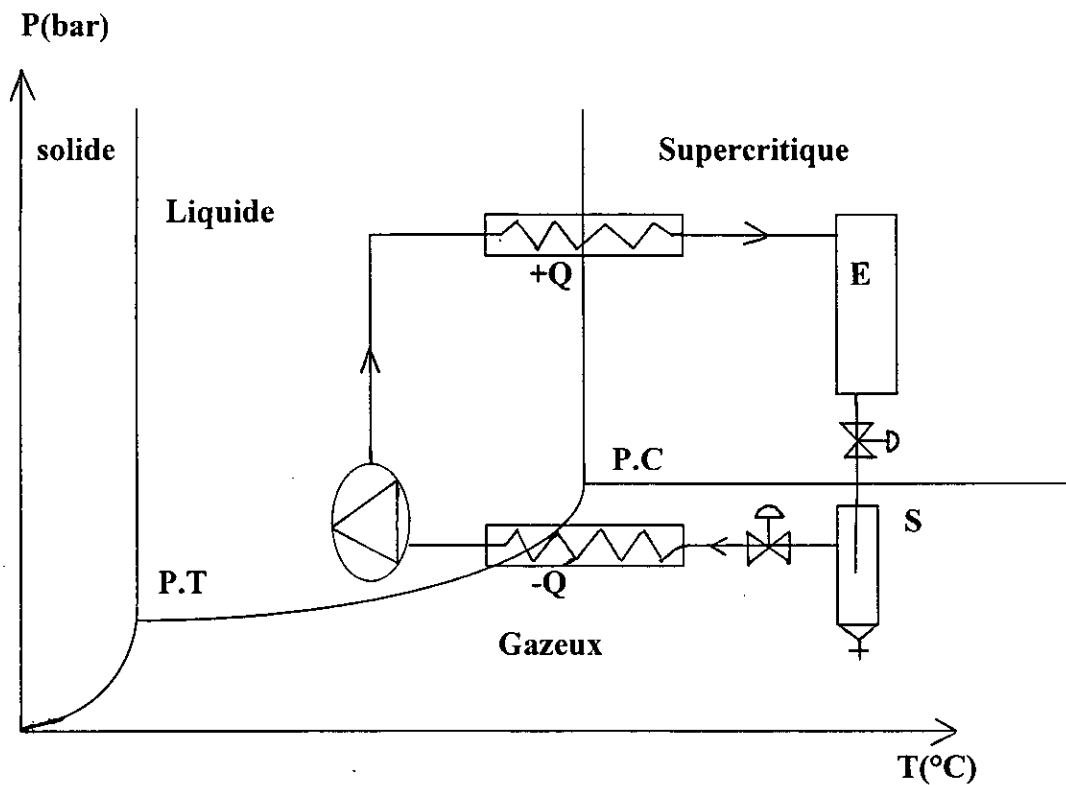 P(bar)
solide
Supercritique
Liquide
+Q
E
P.C
S
P.T
-Q
Gazeux
T(°C)